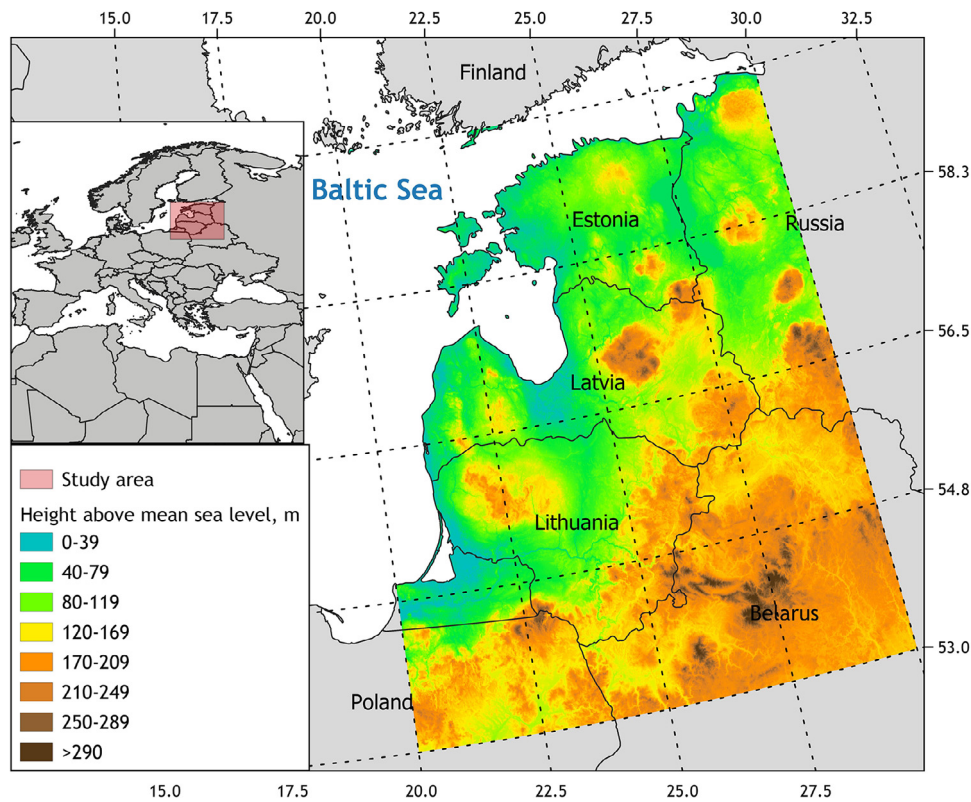 15.0 17.5 20.0 22.5 25.0 27.5 30.0 32.5
Finland
58.3
Baltic Sea
Estonia
Russia
56.5
Latvia
54.8
Study area
Height above mean sea level, m
0-39
40-79
80-119
120-169
170-209
210-249
250-289
>290
Lithuania
Belarus
53.0
Poland
15.0 17.5 20.0 22.5 25.0 27.5